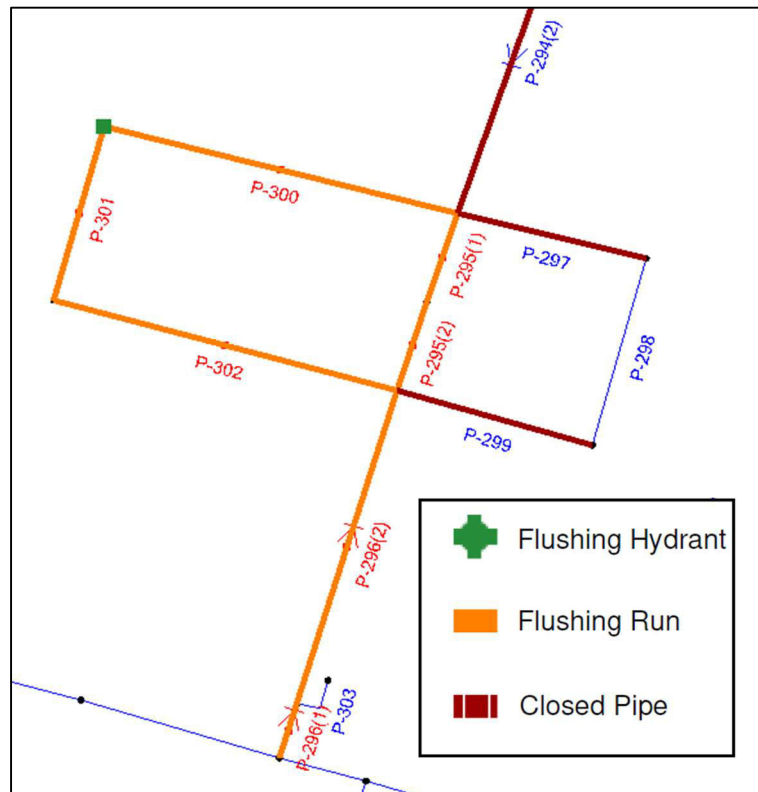 P-294(2)
P-300
P-301
P-295(1)
P-297
P-295(2)
P-298
P-302
P-299
P-296(2)
P-303
P-296(1)
Flushing Hydrant
Flushing Run
Closed Pipe